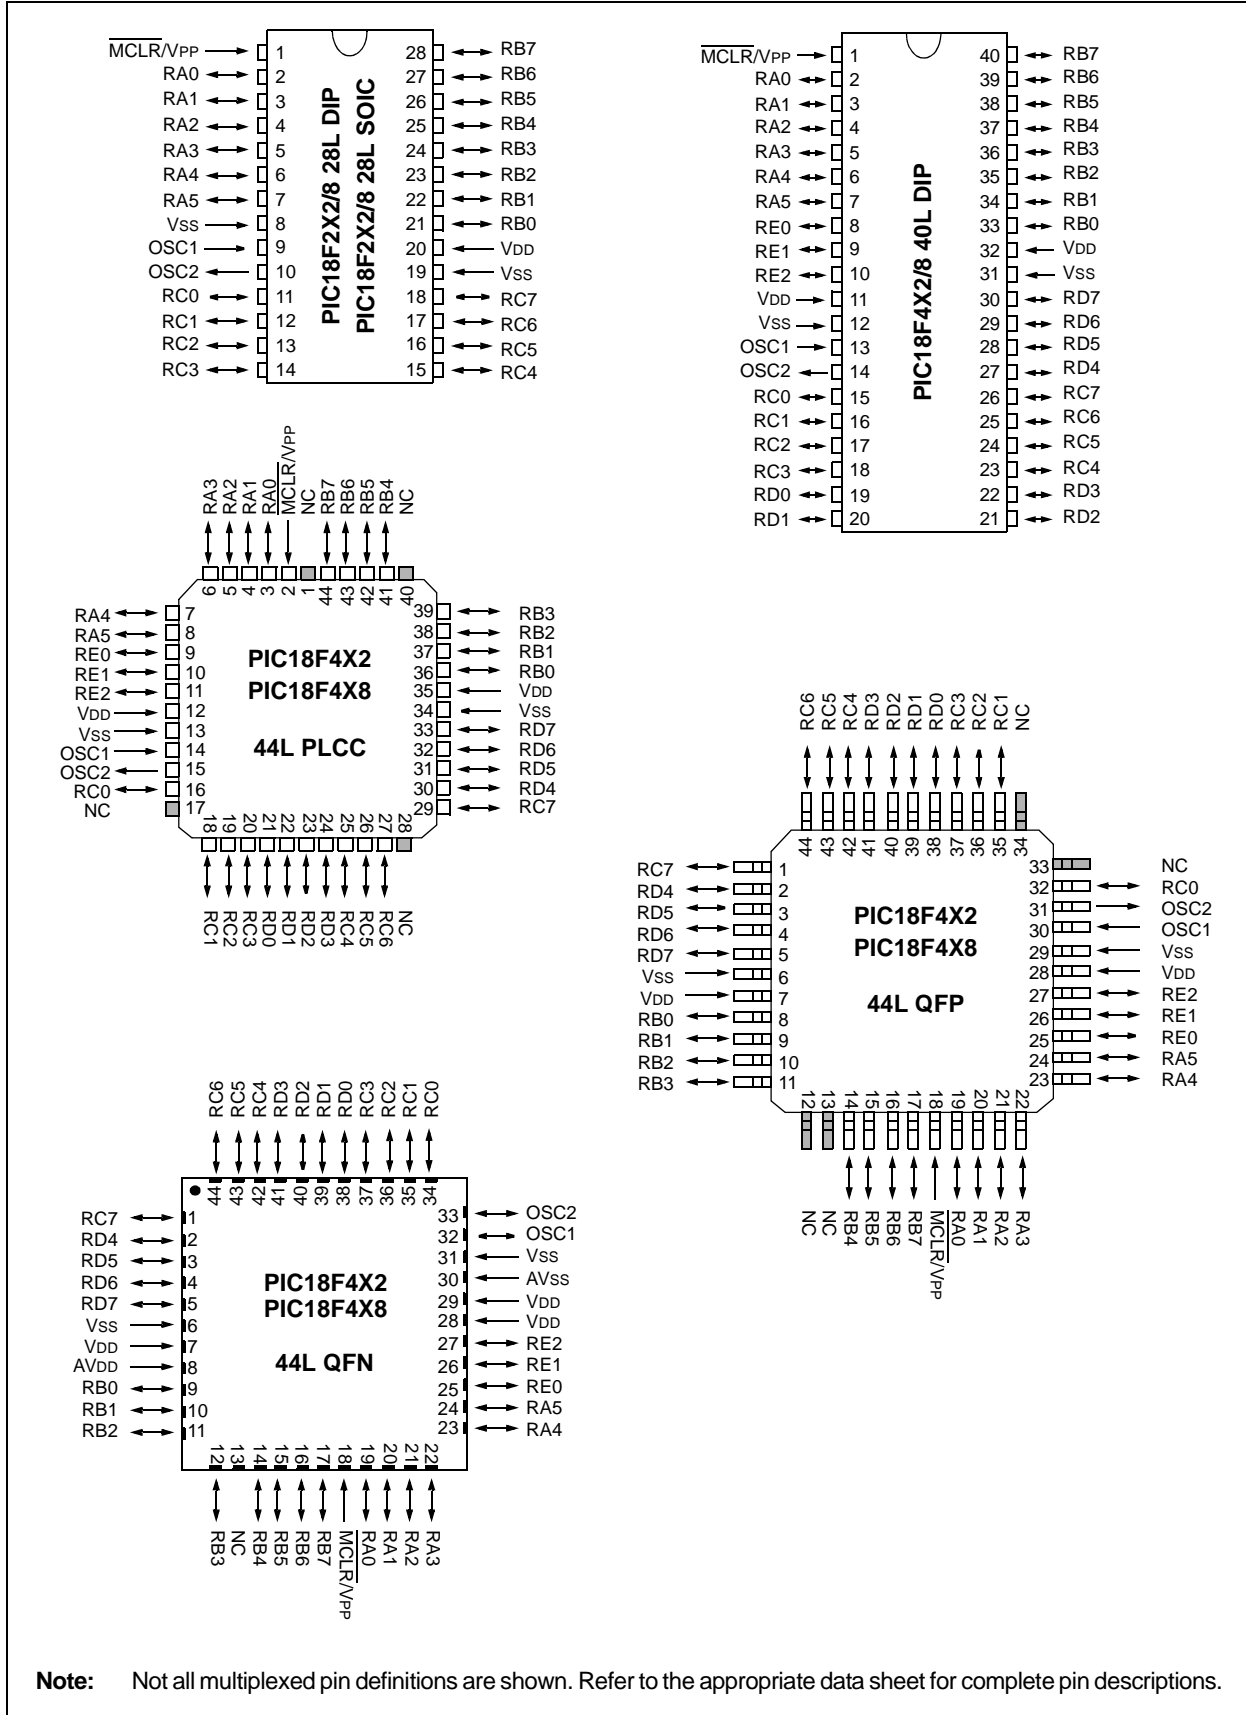 MCLR/VPP 1 28 RB7
RA0 2 27 RB6
RA1 3 26 RB5
RA2 4 25 RB4
RA3 5 24 RB3
RA4 6 23 RB2
RA5 7 22 RB1
VSS 8 21 RB0
OSC1 9 20 VDD
OSC2 10 19 VSS
RC0 11 18 RC7
RC1 12 17 RC6
RC2 13 16 RC5
RC3 14 15 RC4
PIC18F2X2/8 28L DIP
PIC18F2X2/8 28L SOIC
MCLR/VPP 1 40 RB7
RA0 2 39 RB6
RA1 3 38 RB5
RA2 4 37 RB4
RA3 5 36 RB3
RA4 6 35 RB2
RA5 7 34 RB1
RE0 8 33 RB0
RE1 9 32 VDD
RE2 10 31 VSS
VDD 11 30 RD7
VSS 12 29 RD6
OSC1 13 28 RD5
OSC2 14 27 RD4
RC0 15 26 RC7
RC1 16 25 RC6
RC2 17 24 RC5
RC3 18 23 RC4
RD0 19 22 RD3
RD1 20 21 RD2
PIC18F4X2/8 40L DIP
RA3 RA2 RA1 RA0 MCLR/VPP NC RB7 RB6 RB5 RB4 NC
6 5 4 3 2 1 44 43 42 41 40
RA4 7 39 RB3
RA5 8 38 RB2
RE0 9 37 RB1
RE1 10 36 RB0
RE2 11 35 VDD
VDD 12 34 VSS
VSS 13 33 RD7
OSC1 14 32 RD6
OSC2 15 31 RD5
RC0 16 30 RD4
NC 17 29 RC7
PIC18F4X2
PIC18F4X8
44L PLCC
18 19 20 21 22 23 24 25 26 27 28
RC1 RC2 RC3 RD0 RD1 RD2 RD3 RC4 RC5 RC6 NC
RC6 RC5 RC4 RD3 RD2 RD1 RD0 RC3 RC2 RC1 NC
44 43 42 41 40 39 38 37 36 35 34
RC7 1 33 NC
RD4 2 32 RC0
RD5 3 31 OSC2
RD6 4 30 OSC1
RD7 5 29 VSS
VSS 6 28 VDD
VDD 7 27 RE2
RB0 8 26 RE1
RB1 9 25 RE0
RB2 10 24 RA5
RB3 11 23 RA4
PIC18F4X2
PIC18F4X8
44L QFP
12 13 14 15 16 17 18 19 20 21 22
NC NC RB4 RB5 RB6 RB7 MCLR/VPP RA0 RA1 RA2 RA3
RC6 RC5 RC4 RD3 RD2 RD1 RD0 RC3 RC2 RC1 RC0
44 43 42 41 40 39 38 37 36 35 34
RC7 1 33 OSC2
RD4 2 32 OSC1
RD5 3 31 VSS
RD6 4 30 AVSS
RD7 5 29 VDD
VSS 6 28 VDD
VDD 7 27 RE2
AVDD 8 26 RE1
RB0 9 25 RE0
RB1 10 24 RA5
RB2 11 23 RA4
PIC18F4X2
PIC18F4X8
44L QFN
12 13 14 15 16 17 18 19 20 21 22
RB3 NC RB4 RB5 RB6 RB7 MCLR/VPP RA0 RA1 RA2 RA3
Note: Not all multiplexed pin definitions are shown. Refer to the appropriate data sheet for complete pin descriptions.